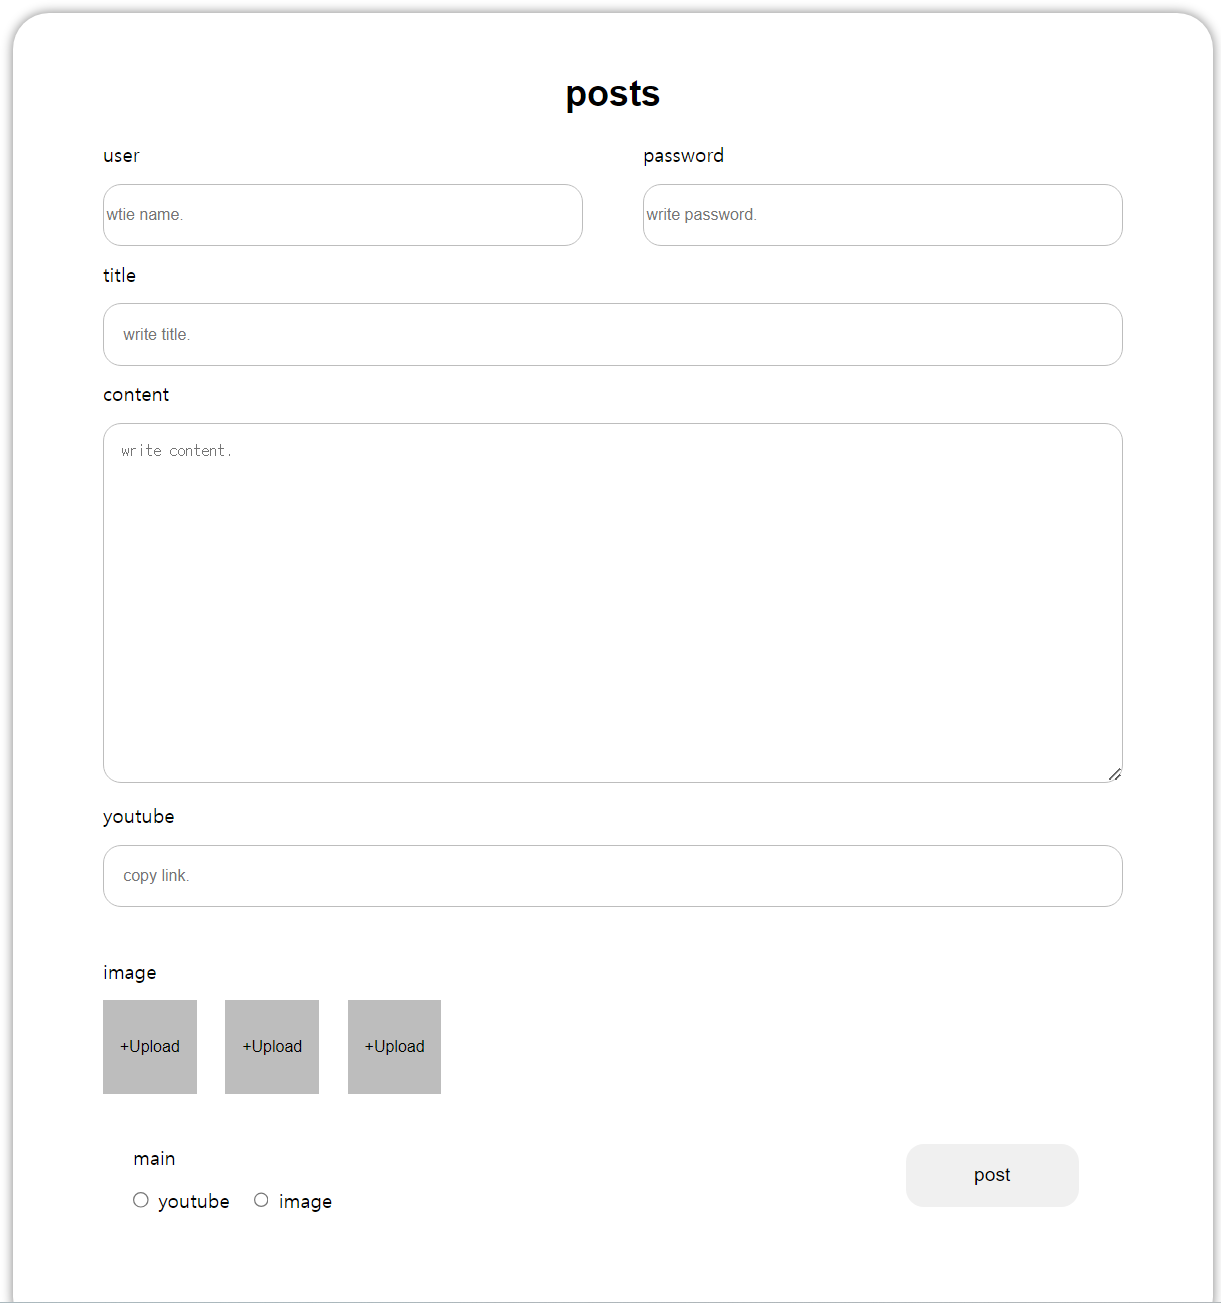 posts
user password
wtie name. write password.
title
write title.
content
write content.
youtube
copy link.
image
+Upload +Upload +Upload
main
post
youtube image